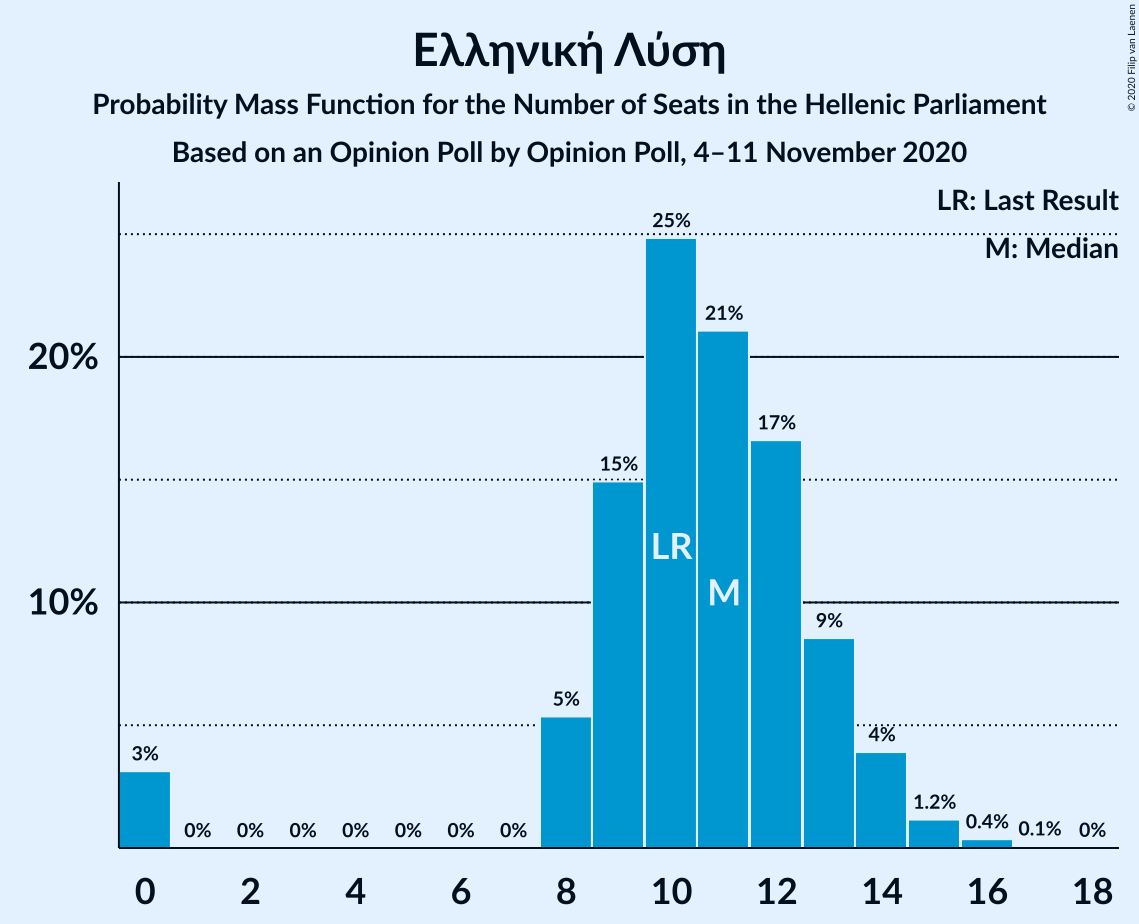 Ελληνική Λύση
Probability Mass Function for the Number of Seats in the Hellenic Parliament
Based on an Opinion Poll by Opinion Poll, 4–11 November 2020
© 2020 Filip van Laenen
LR: Last Result
M: Median
25%
21%
20%
17%
15%
LR
M
10%
9%
5%
4%
3%
1.2%
0.4%
0.1%
0%
0%
0%
0%
0%
0%
0%
0%
0 2 4 6 8 10 12 14 16 18